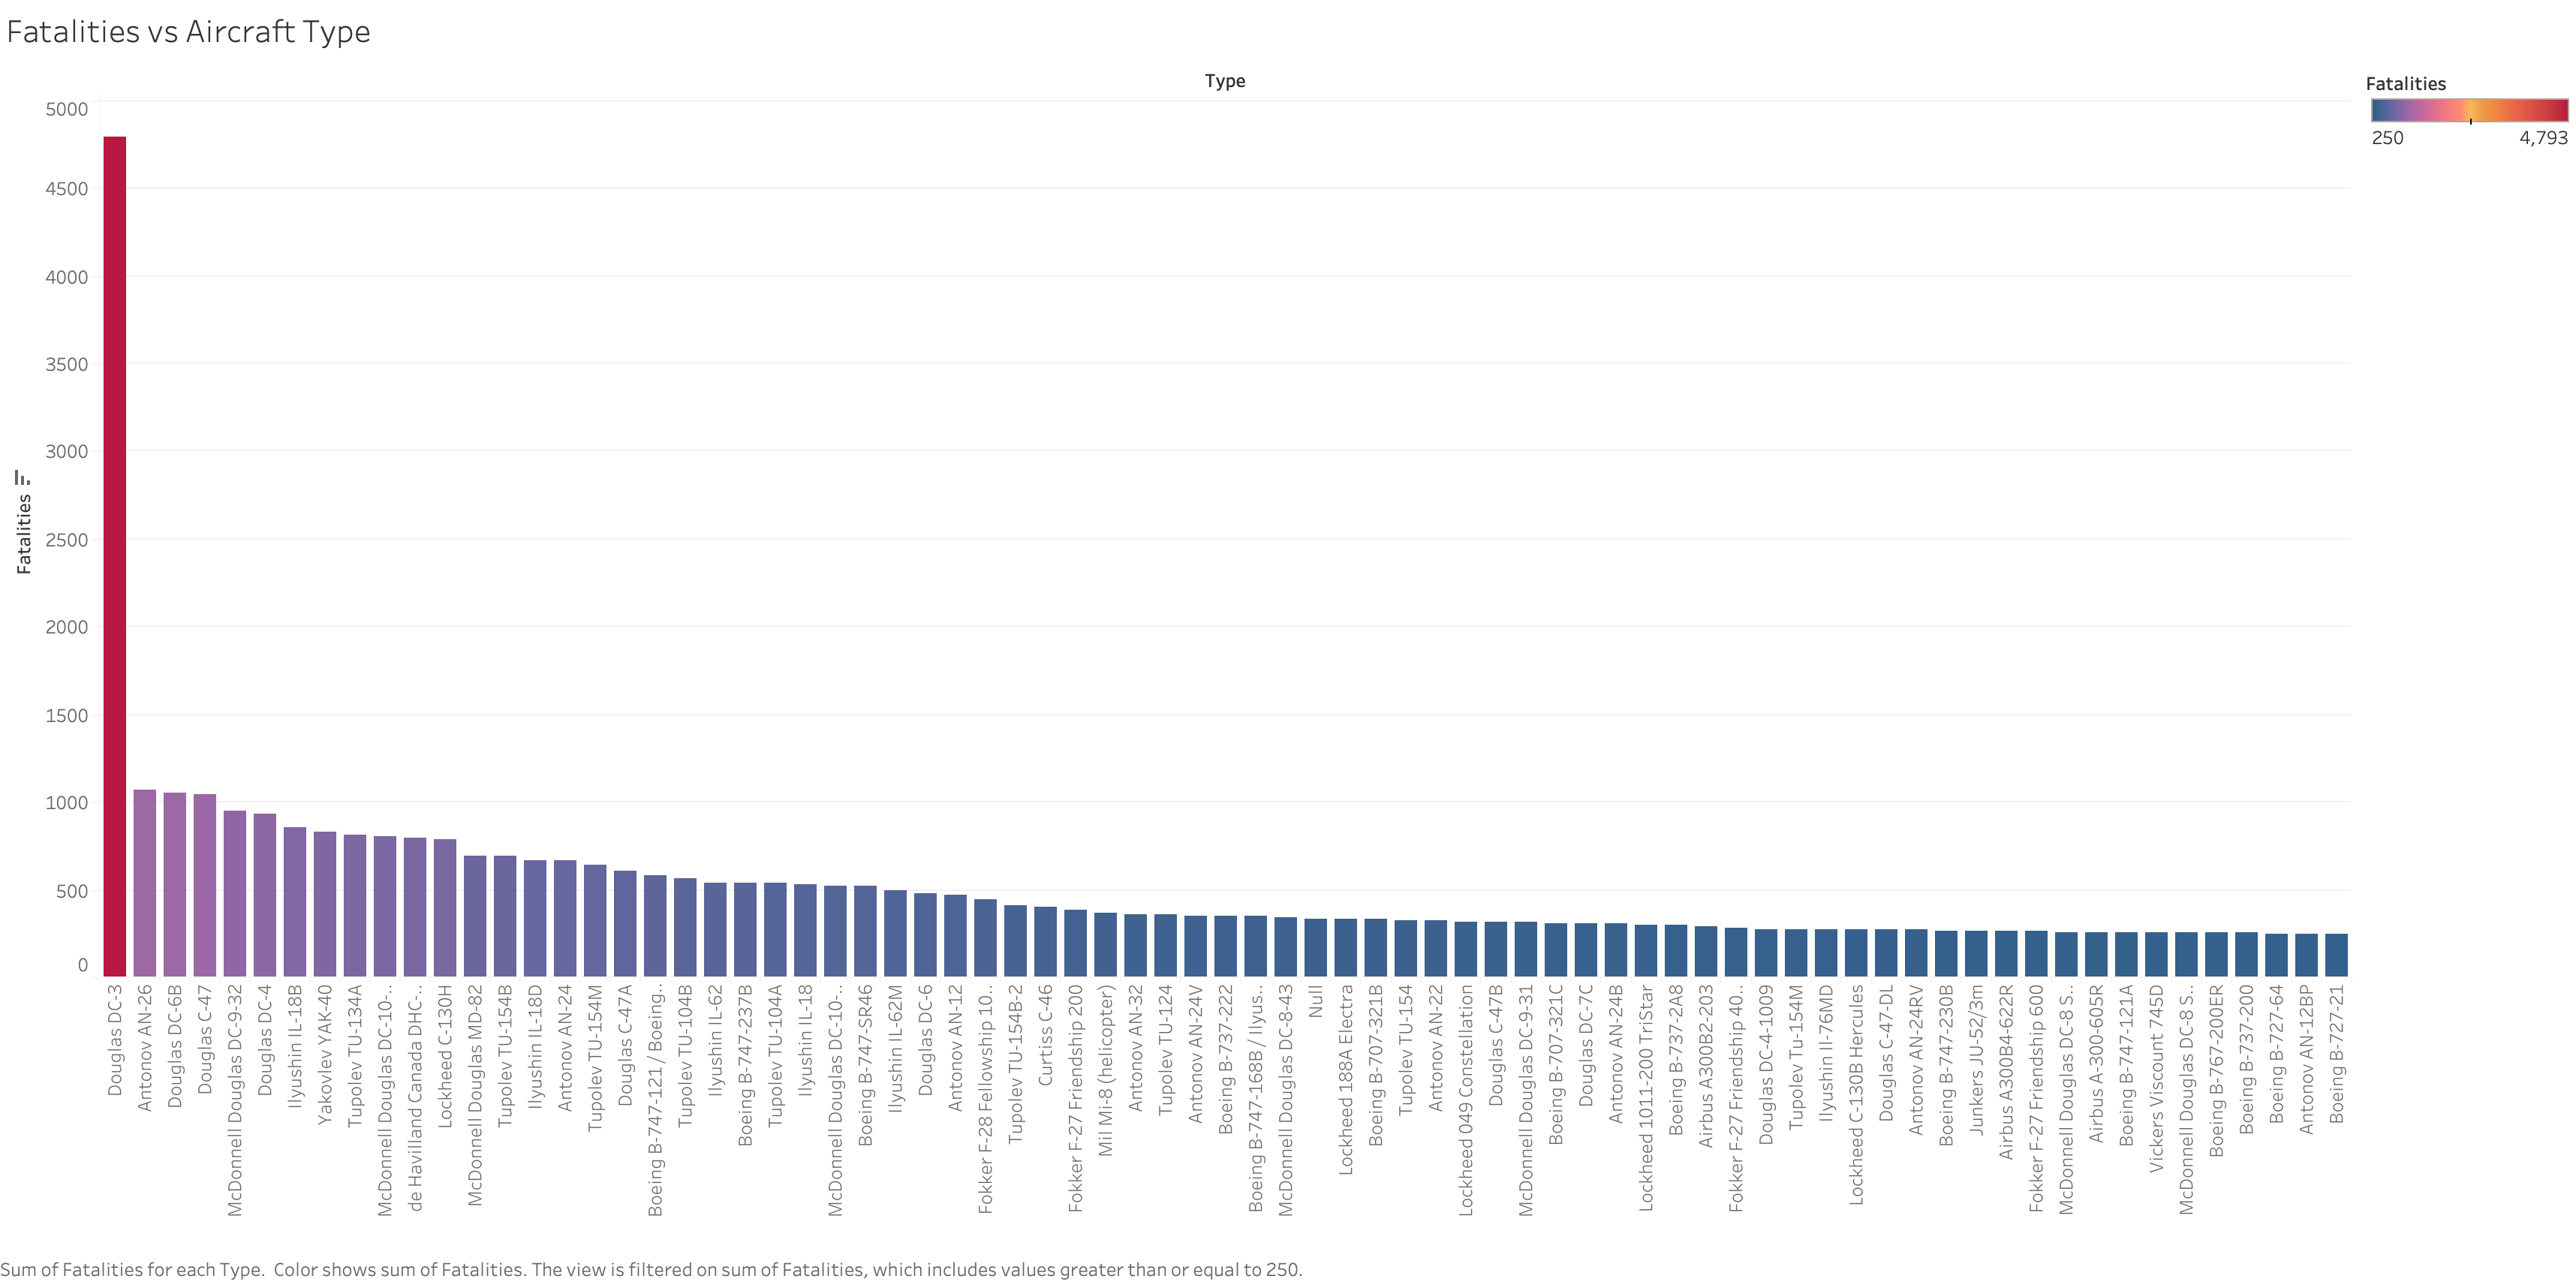 Fatalities vs Aircraft Type
Type
Fatalities
250
4,793
5000
4500
4000
3500
3000
2500
2000
1500
1000
500
0
Fatalities
Douglas DC-3
Antonov AN-26
Douglas DC-6B
Douglas C-47
McDonnell Douglas DC-9-32
Douglas DC-4
Ilyushin IL-18B
Yakovlev YAK-40
Tupolev TU-134A
McDonnell Douglas DC-10-..
de Havilland Canada DHC-..
Lockheed C-130H
McDonnell Douglas MD-82
Tupolev TU-154B
Ilyushin IL-18D
Antonov AN-24
Tupolev TU-154M
Douglas C-47A
Boeing B-747-121 / Boeing..
Tupolev TU-104B
Ilyushin IL-62
Boeing B-747-237B
Tupolev TU-104A
Ilyushin IL-18
McDonnell Douglas DC-10-..
Boeing B-747-SR46
Ilyushin IL-62M
Douglas DC-6
Antonov AN-12
Fokker F-28 Fellowship 10..
Tupolev TU-154B-2
Curtiss C-46
Fokker F-27 Friendship 200
Mil Mi-8 (helicopter)
Antonov AN-32
Tupolev TU-124
Antonov AN-24V
Boeing B-737-222
Boeing B-747-168B / Ilyus..
McDonnell Douglas DC-8-43
Null
Lockheed 188A Electra
Boeing B-707-321B
Tupolev TU-154
Antonov AN-22
Lockheed 049 Constellation
Douglas C-47B
McDonnell Douglas DC-9-31
Boeing B-707-321C
Douglas DC-7C
Antonov AN-24B
Lockheed 1011-200 TriStar
Boeing B-737-2A8
Airbus A300B2-203
Fokker F-27 Friendship 40..
Douglas DC-4-1009
Tupolev Tu-154M
Ilyushin Il-76MD
Lockheed C-130B Hercules
Douglas C-47-DL
Antonov AN-24RV
Boeing B-747-230B
Junkers JU-52/3m
Airbus A300B4-622R
Fokker F-27 Friendship 600
McDonnell Douglas DC-8 S..
Airbus A-300-605R
Boeing B-747-121A
Vickers Viscount 745D
McDonnell Douglas DC-8 S..
Boeing B-767-200ER
Boeing B-737-200
Boeing B-727-64
Antonov AN-12BP
Boeing B-727-21
Sum of Fatalities for each Type.  Color shows sum of Fatalities. The view is filtered on sum of Fatalities, which includes values greater than or equal to 250.